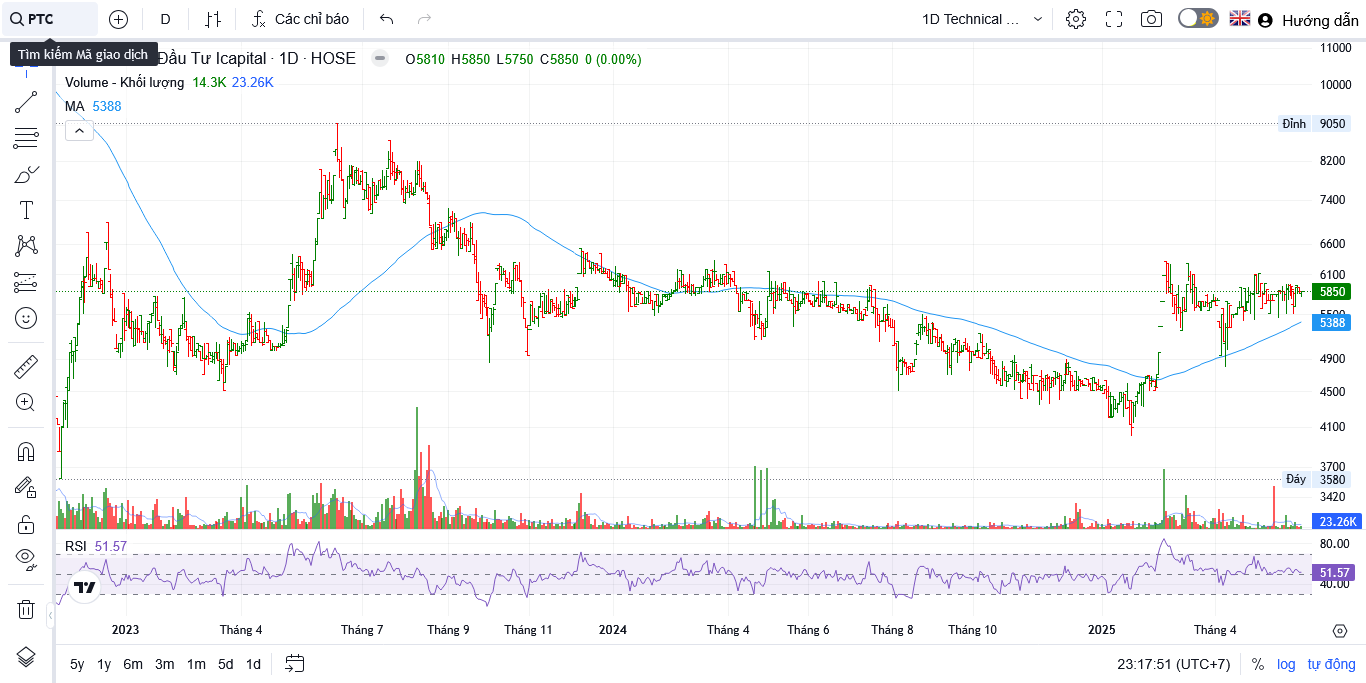 PTC D Các chỉ báo 1D Technical ... Hướng dẫn
Tìm kiếm Mã giao dịch
Đầu Tư Icapital · 1D · HOSE O5810 H5850 L5750 C5850 0 (0.00%)
Volume - Khối lượng 14.3K 23.26K
MA 5388
11000
10000
Đỉnh 9050
8200
7400
6600
6100
5850
5500
5388
4900
4500
4100
3700
Đáy 3580
3420
23.26K
RSI 51.57
80.00
51.57
40.00
2023 Tháng 4 Tháng 7 Tháng 9 Tháng 11 2024 Tháng 4 Tháng 6 Tháng 8 Tháng 10 2025 Tháng 4
5y 1y 6m 3m 1m 5d 1d 23:17:51 (UTC+7) % log tự động